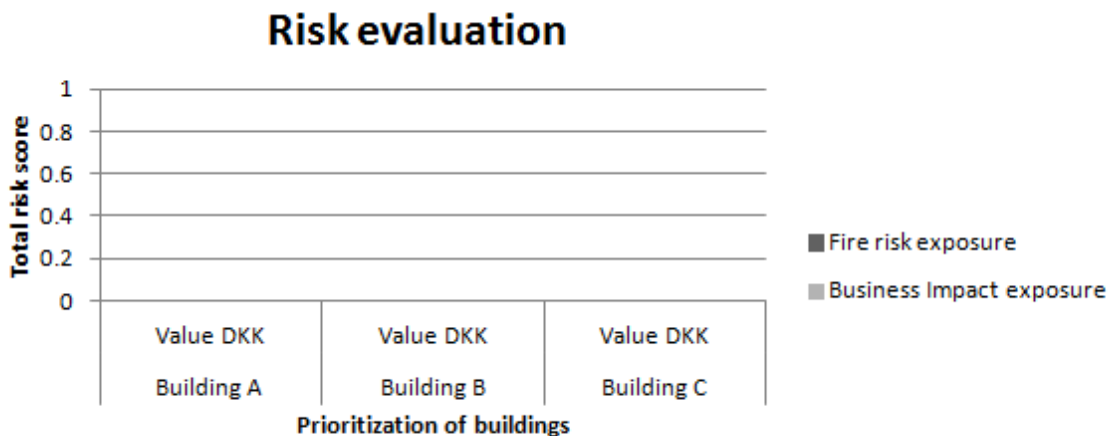 Risk evaluation
Total risk score
1
0.8
0.6
0.4
0.2
0
Value DKK Value DKK Value DKK
Building A Building B Building C
Prioritization of buildings
Fire risk exposure
Business Impact exposure